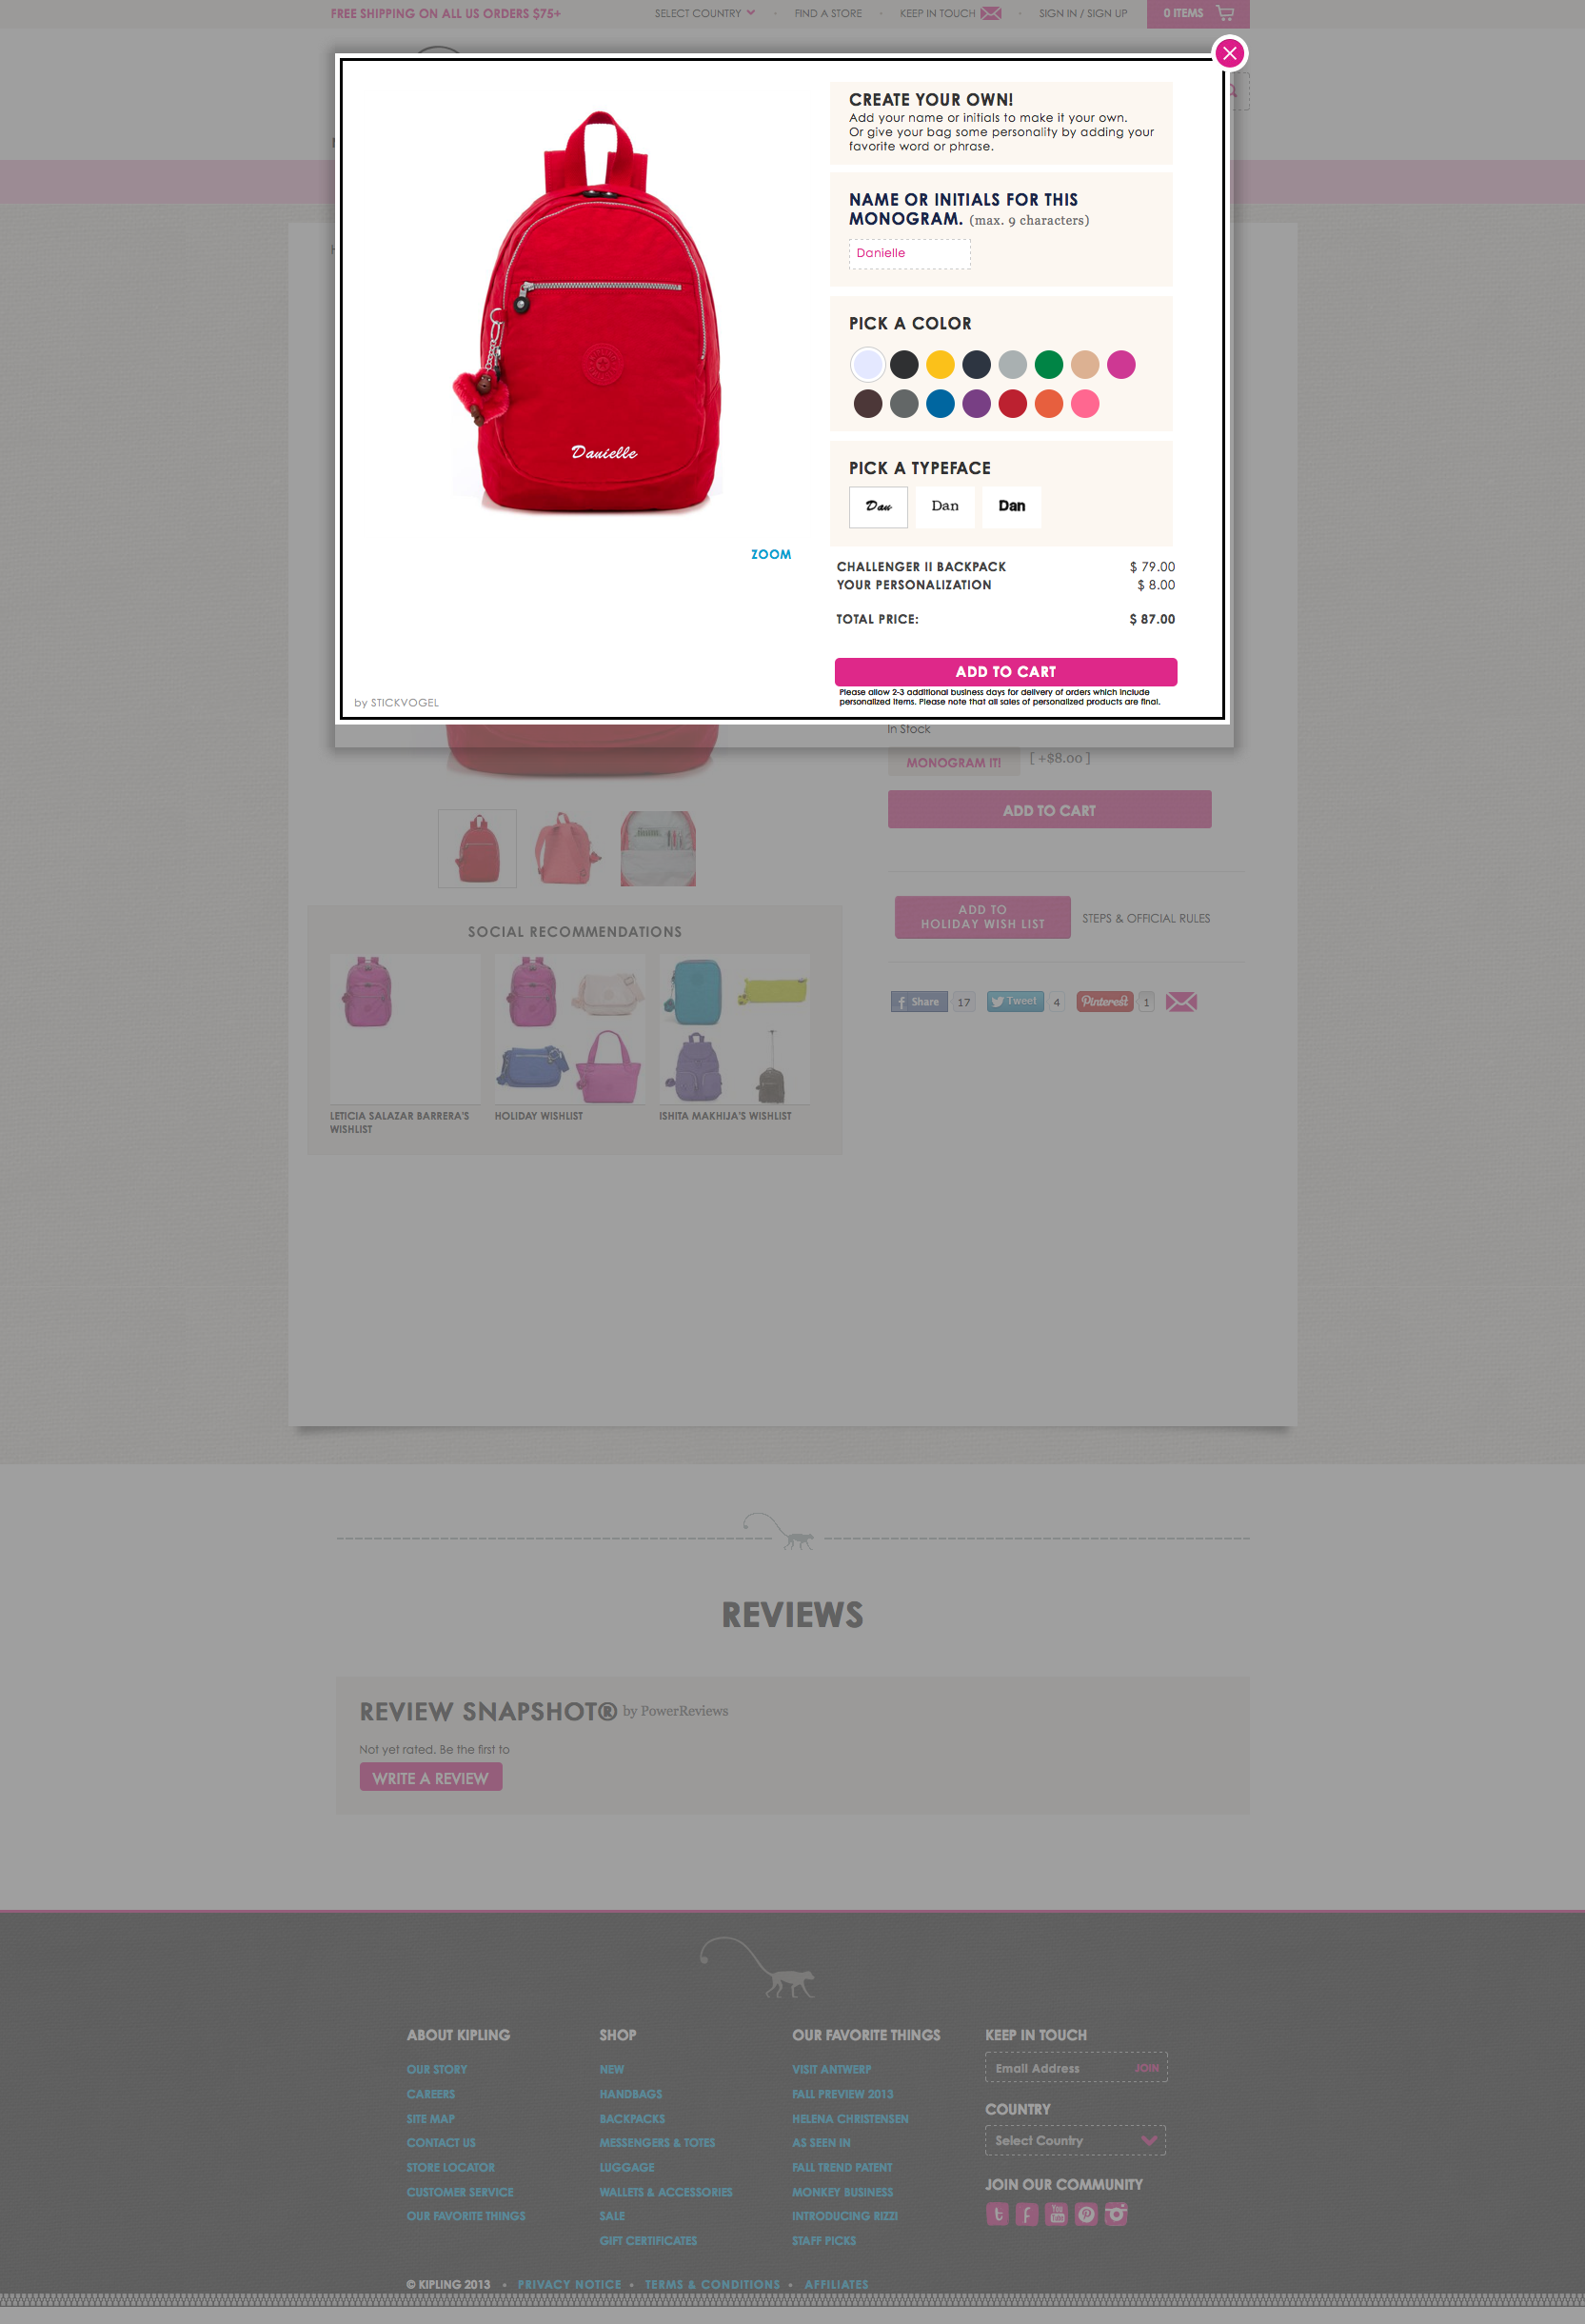 FREE SHIPPING ON ALL US ORDERS $75+
SELECT COUNTRY
FIND A STORE
KEEP IN TOUCH
SIGN IN / SIGN UP
0 ITEMS
CREATE YOUR OWN!
Add your name or initials to make it your own.
Or give your bag some personality by adding your
favorite word or phrase.
NAME OR INITIALS FOR THIS
MONOGRAM. (max. 9 characters)
Danielle
PICK A COLOR
Danielle
PICK A TYPEFACE
Dan Dan Dan
ZOOM
CHALLENGER II BACKPACK $ 79.00
YOUR PERSONALIZATION $ 8.00
TOTAL PRICE: $ 87.00
ADD TO CART
Please allow 2-3 additional business days for delivery of orders which include
personalized items. Please note that all sales of personalized products are final.
by STICKVOGEL
In Stock
MONOGRAM IT! [ +$8.00 ]
ADD TO CART
ADD TO
HOLIDAY WISH LIST
STEPS & OFFICIAL RULES
Share 17 Tweet 4 Pinterest 1
SOCIAL RECOMMENDATIONS
LETICIA SALAZAR BARRERA'S
WISHLIST
HOLIDAY WISHLIST
ISHITA MAKHIJA'S WISHLIST
REVIEWS
REVIEW SNAPSHOT® by PowerReviews
Not yet rated. Be the first to
WRITE A REVIEW
ABOUT KIPLING
OUR STORY
CAREERS
SITE MAP
CONTACT US
STORE LOCATOR
CUSTOMER SERVICE
OUR FAVORITE THINGS
SHOP
NEW
HANDBAGS
BACKPACKS
MESSENGERS & TOTES
LUGGAGE
WALLETS & ACCESSORIES
SALE
GIFT CERTIFICATES
OUR FAVORITE THINGS
VISIT ANTWERP
FALL PREVIEW 2013
HELENA CHRISTENSEN
AS SEEN IN
FALL TREND PATENT
MONKEY BUSINESS
INTRODUCING RIZZI
STAFF PICKS
KEEP IN TOUCH
Email Address JOIN
COUNTRY
Select Country
JOIN OUR COMMUNITY
You Tube
© KIPLING 2013 • PRIVACY NOTICE • TERMS & CONDITIONS • AFFILIATES